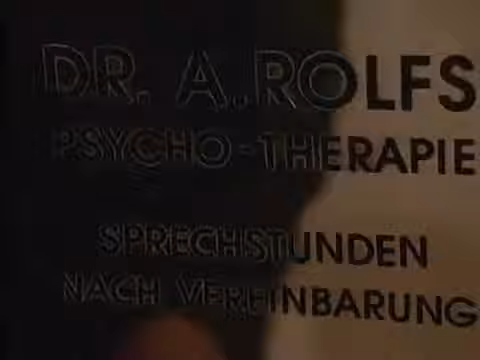 DR. A. ROLFS
PSYCHO-THERAPIE
SPRECHSTUNDEN
NACH VEREINBARUNG